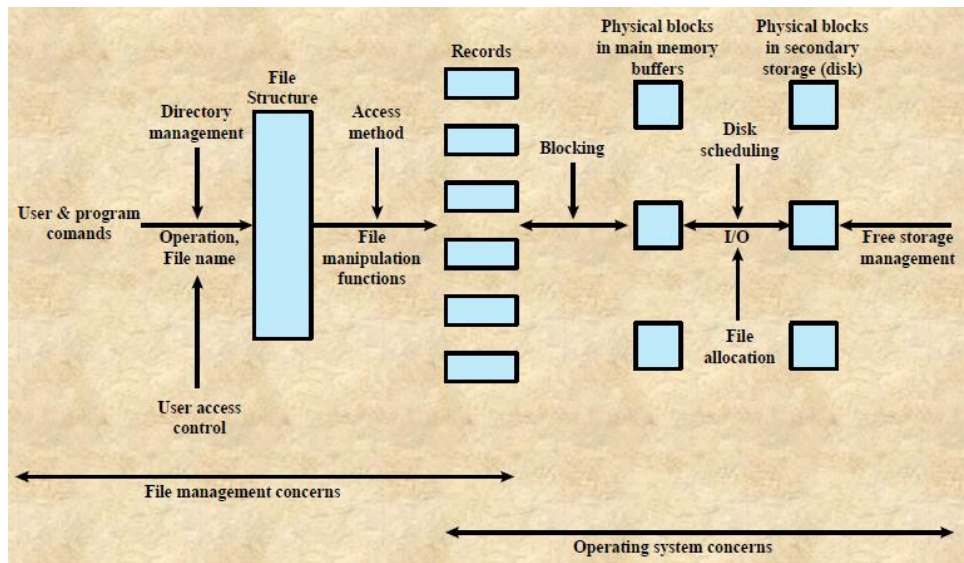 Records
Physical blocks
in main memory
buffers
Physical blocks
in secondary
storage (disk)
File
Structure
Directory
management
Access
method
Blocking
Disk
scheduling
User & program
comands
Operation,
File name
File
manipulation
functions
I/O
Free storage
management
File
allocation
User access
control
File management concerns
Operating system concerns